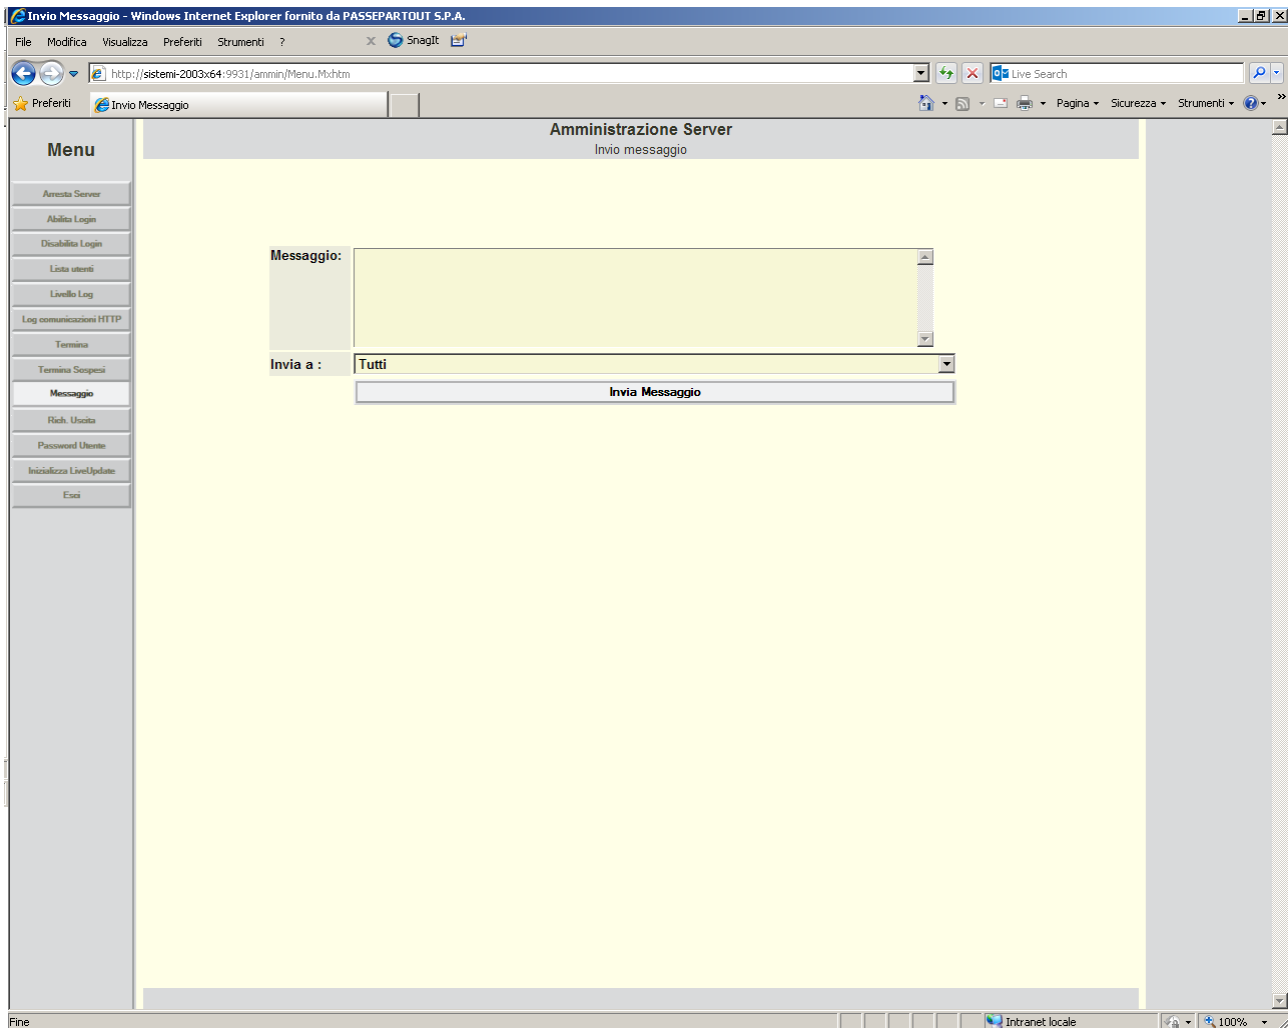 Invio Messaggio - Windows Internet Explorer fornito da PASSEPARTOUT S.P.A.
File Modifica Visualizza Preferiti Strumenti ? x SnagIt
http://sistemi-2003x64:9931/ammin/Menu.Mxhtm Live Search
Preferiti Invio Messaggio Pagina Sicurezza Strumenti »
Amministrazione Server
Invio messaggio
Menu
Arresta Server
Abilita Login
Disabilita Login
Lista utenti
Livello Log
Log comunicazioni HTTP
Termina
Termina Sospesi
Messaggio
Rich. Uscita
Password Utente
Inizializza LiveUpdate
Esci
Messaggio:
Invia a : Tutti
Invia Messaggio
Fine Intranet locale 100%